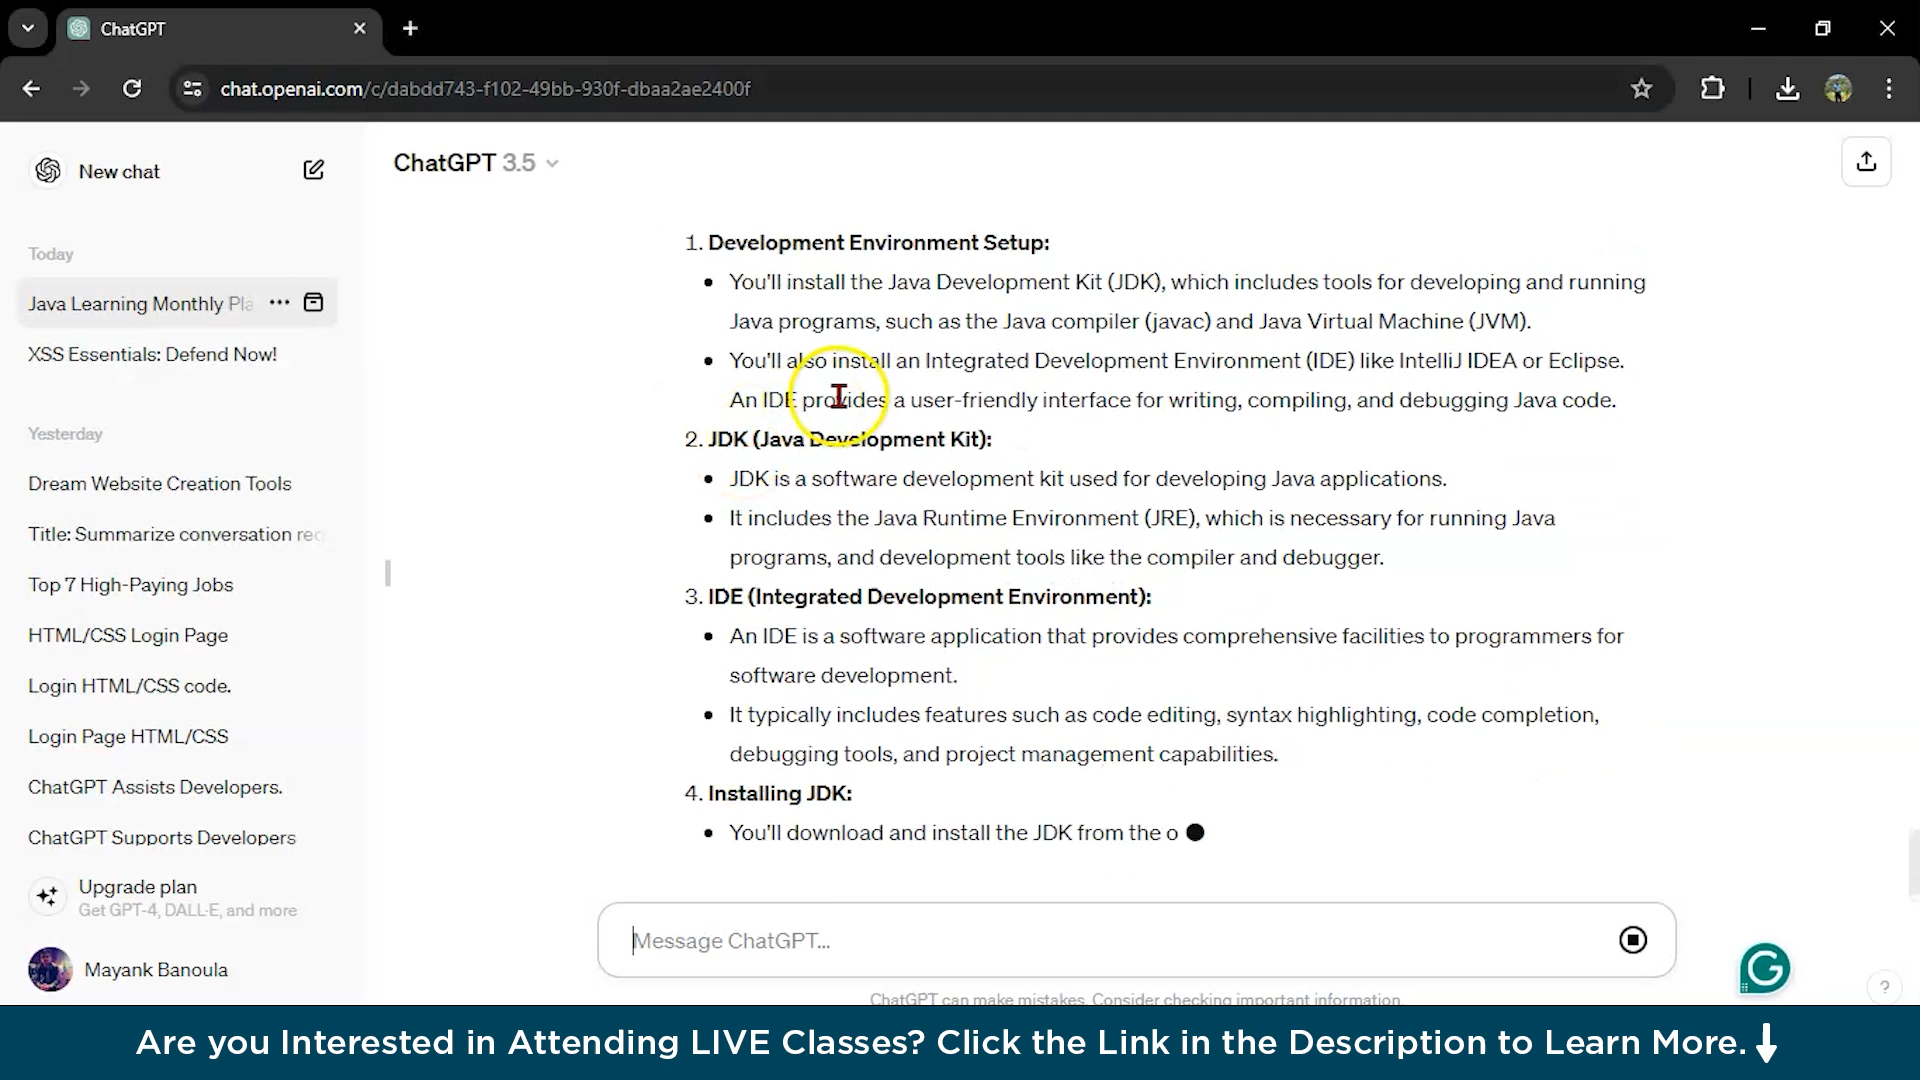 ChatGPT
chat.openai.com/c/dabdd743-f102-49bb-930f-dbaa2ae2400f
New chat
Today
Java Learning Monthly Pla
XSS Essentials: Defend Now!
Yesterday
Dream Website Creation Tools
Title: Summarize conversation req
Top 7 High-Paying Jobs
HTML/CSS Login Page
Login HTML/CSS code.
Login Page HTML/CSS
ChatGPT Assists Developers.
ChatGPT Supports Developers
Upgrade plan
Get GPT-4, DALL·E, and more
Mayank Banoula
ChatGPT 3.5
1. Development Environment Setup:
• You'll install the Java Development Kit (JDK), which includes tools for developing and running
Java programs, such as the Java compiler (javac) and Java Virtual Machine (JVM).
• You'll also install an Integrated Development Environment (IDE) like IntelliJ IDEA or Eclipse.
An IDE provides a user-friendly interface for writing, compiling, and debugging Java code.
2. JDK (Java Development Kit):
• JDK is a software development kit used for developing Java applications.
• It includes the Java Runtime Environment (JRE), which is necessary for running Java
programs, and development tools like the compiler and debugger.
3. IDE (Integrated Development Environment):
• An IDE is a software application that provides comprehensive facilities to programmers for
software development.
• It typically includes features such as code editing, syntax highlighting, code completion,
debugging tools, and project management capabilities.
4. Installing JDK:
• You'll download and install the JDK from the o
Message ChatGPT...
G
?
ChatGPT can make mistakes. Consider checking important information.
Are you Interested in Attending LIVE Classes? Click the Link in the Description to Learn More.